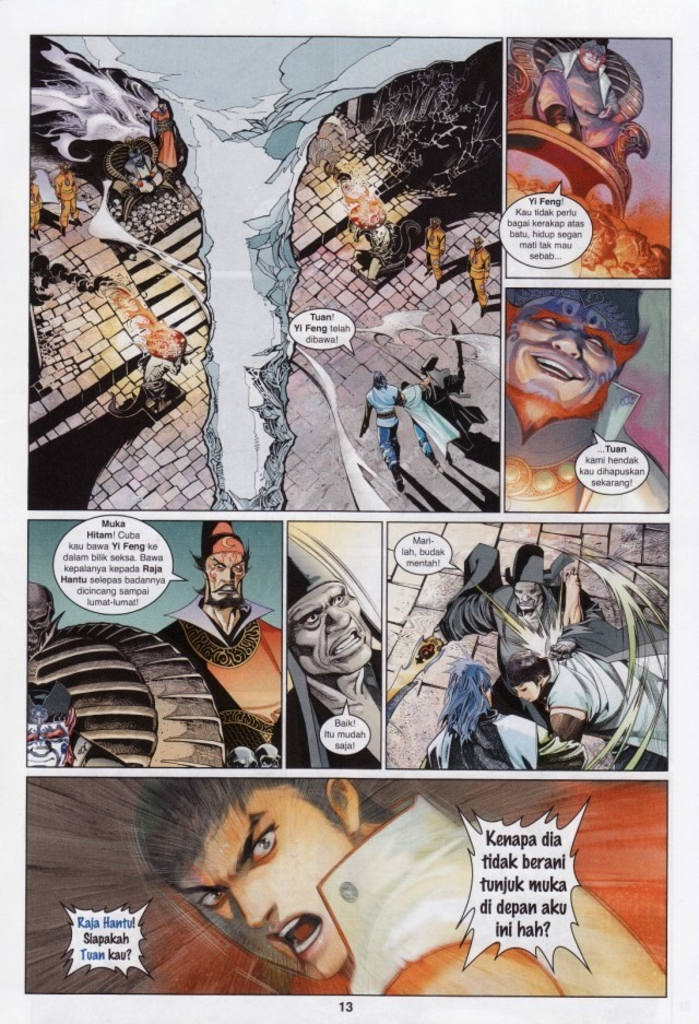 Tuan!
Yi Feng telah
dibawa!
Yi Feng!
Kau tidak perlu
bagai kerakap atas
batu, hidup segan
mati tak mau
sebab...
...Tuan
kami hendak
kau dihapuskan
sekarang!
Muka
Hitam! Cuba
kau bawa Yi Feng ke
dalam bilik seksa. Bawa
kepalanya kepada Raja
Hantu selepas badannya
dicincang sampai
lumat-lumat!
Baik!
Itu mudah
saja!
Mari-
lah, budak
mentah!
Raja Hantu!
Siapakah
Tuan kau?
Kenapa dia
tidak berani
tunjuk muka
di depan aku
ini hah?
13